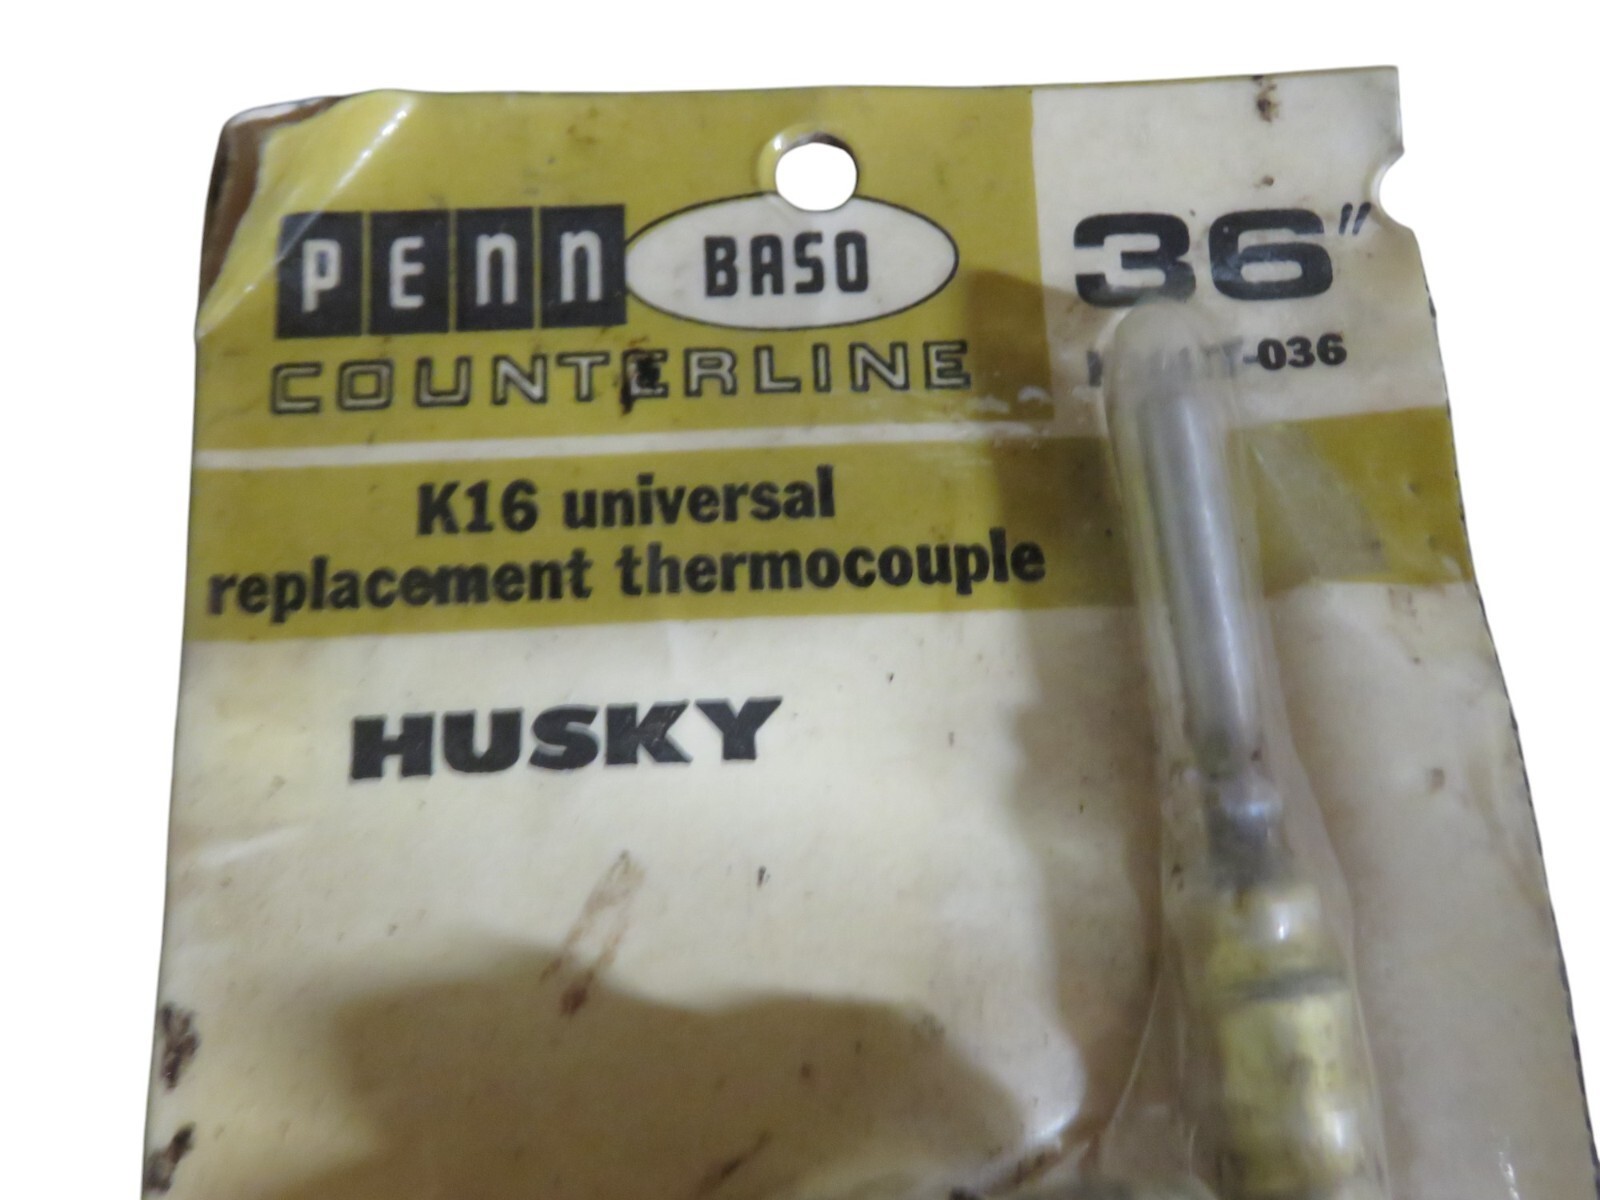 PENN BASO
COUNTERLINE
36"
-036
K16 universal
replacement thermocouple
HUSKY